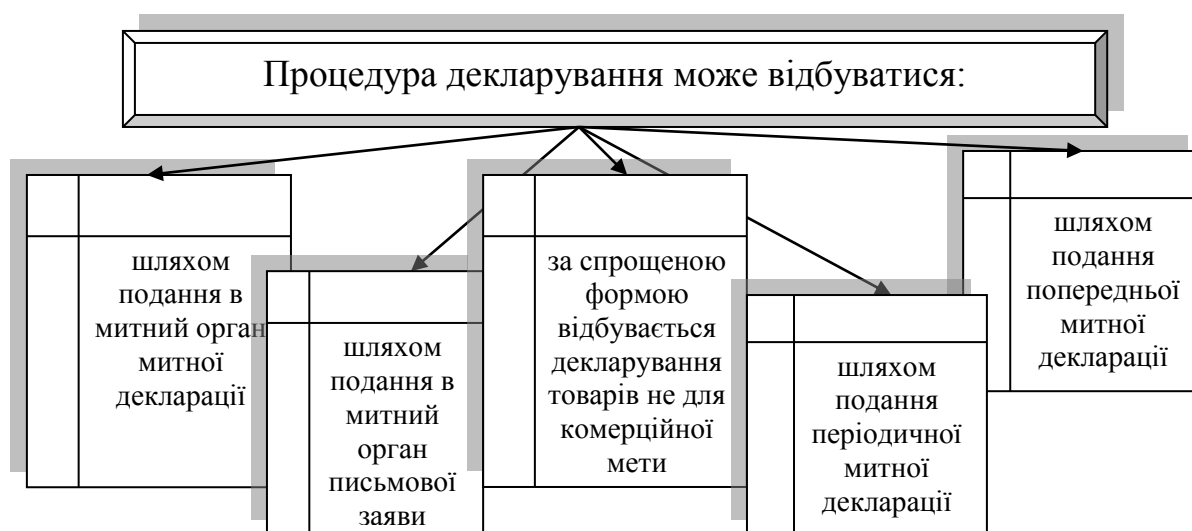 Процедура декларування може відбуватися:
шляхом
подання в
митний орган
митної
декларації
шляхом
подання в
митний
орган
письмової
заяви
за спрощеною
формою
відбувається
декларування
товарів не для
комерційної
мети
шляхом
подання
періодичної
митної
декларації
шляхом
подання
попередньої
митної
декларації